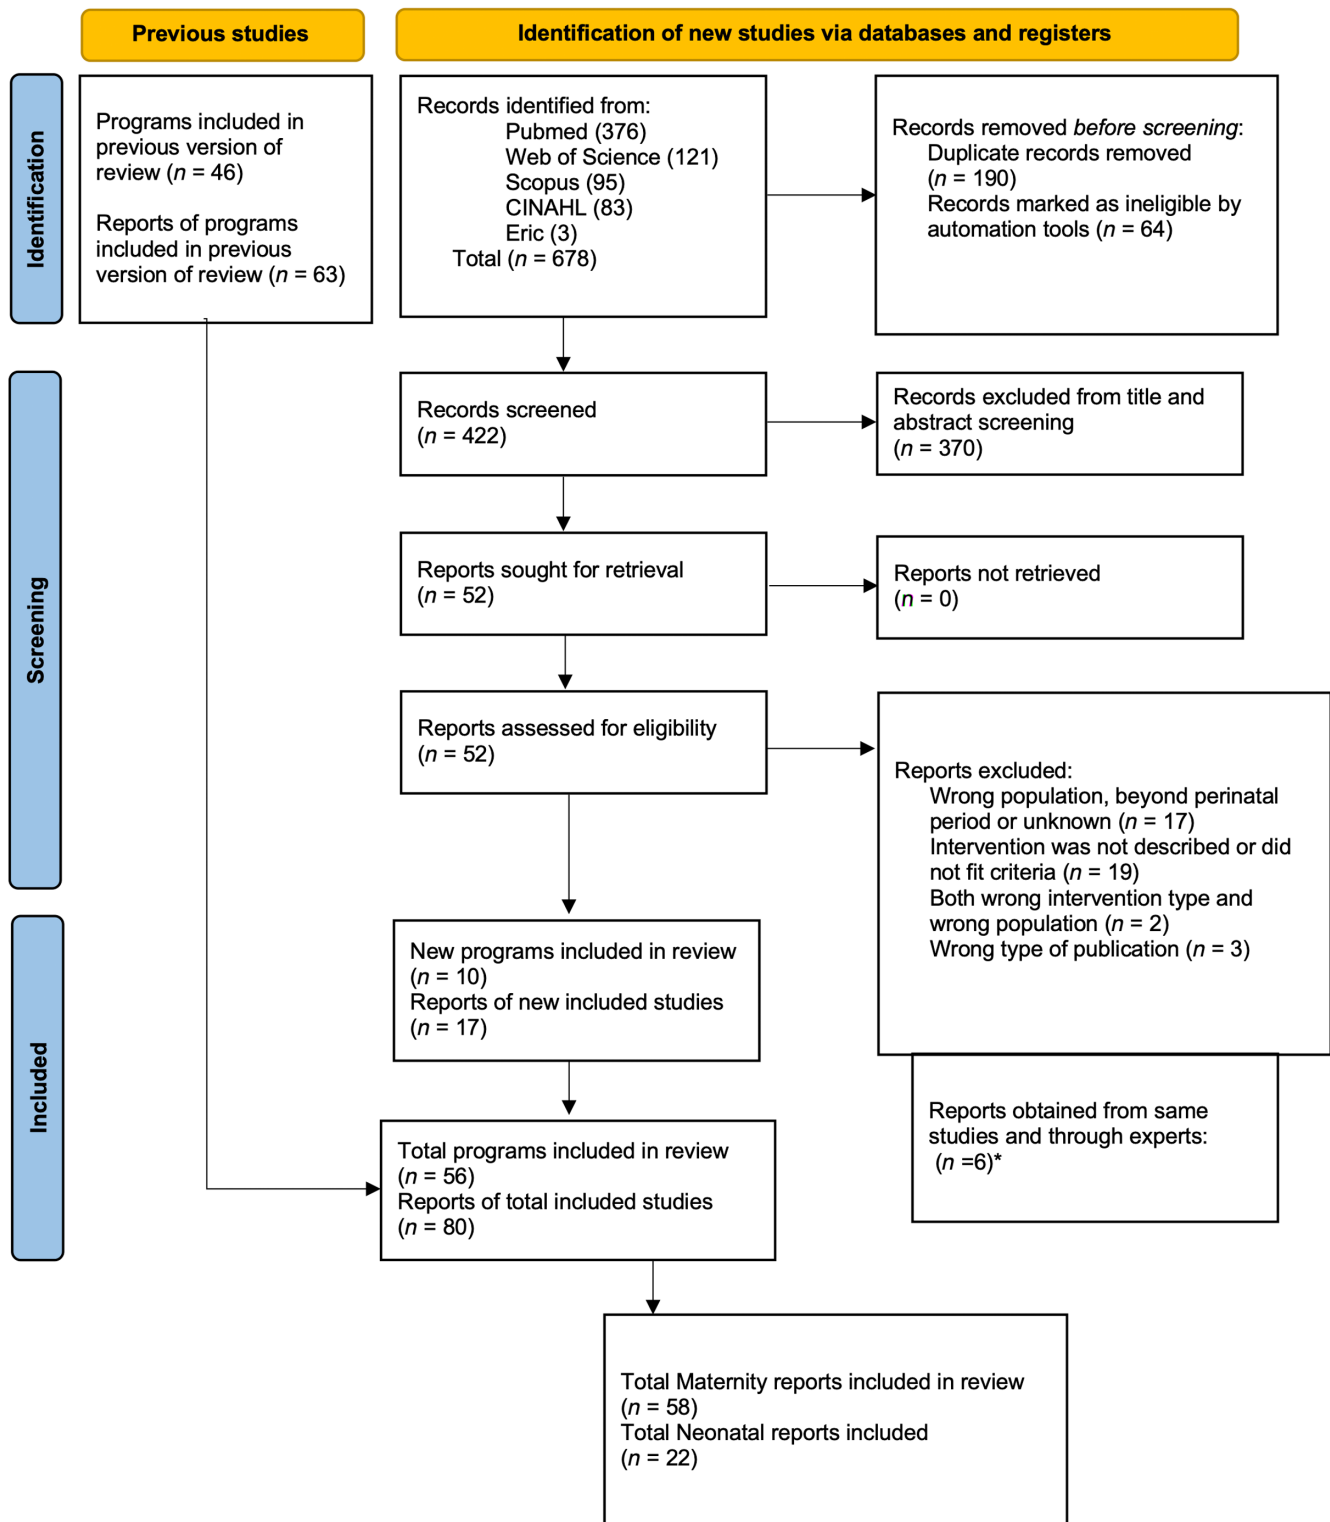 Previous studies
Identification of new studies via databases and registers
Identification
Programs included in
previous version of
review (n = 46)
Reports of programs
included in previous
version of review (n = 63)
Records identified from:
Pubmed (376)
Web of Science (121)
Scopus (95)
CINAHL (83)
Eric (3)
Total (n = 678)
Records removed before screening:
Duplicate records removed
(n = 190)
Records marked as ineligible by
automation tools (n = 64)
Screening
Records screened
(n = 422)
Records excluded from title and
abstract screening
(n = 370)
Reports sought for retrieval
(n = 52)
Reports not retrieved
(n = 0)
Reports assessed for eligibility
(n = 52)
Reports excluded:
Wrong population, beyond perinatal
period or unknown (n = 17)
Intervention was not described or did
not fit criteria (n = 19)
Both wrong intervention type and
wrong population (n = 2)
Wrong type of publication (n = 3)
Included
New programs included in review
(n = 10)
Reports of new included studies
(n = 17)
Reports obtained from same
studies and through experts:
(n =6)*
Total programs included in review
(n = 56)
Reports of total included studies
(n = 80)
Total Maternity reports included in review
(n = 58)
Total Neonatal reports included
(n = 22)